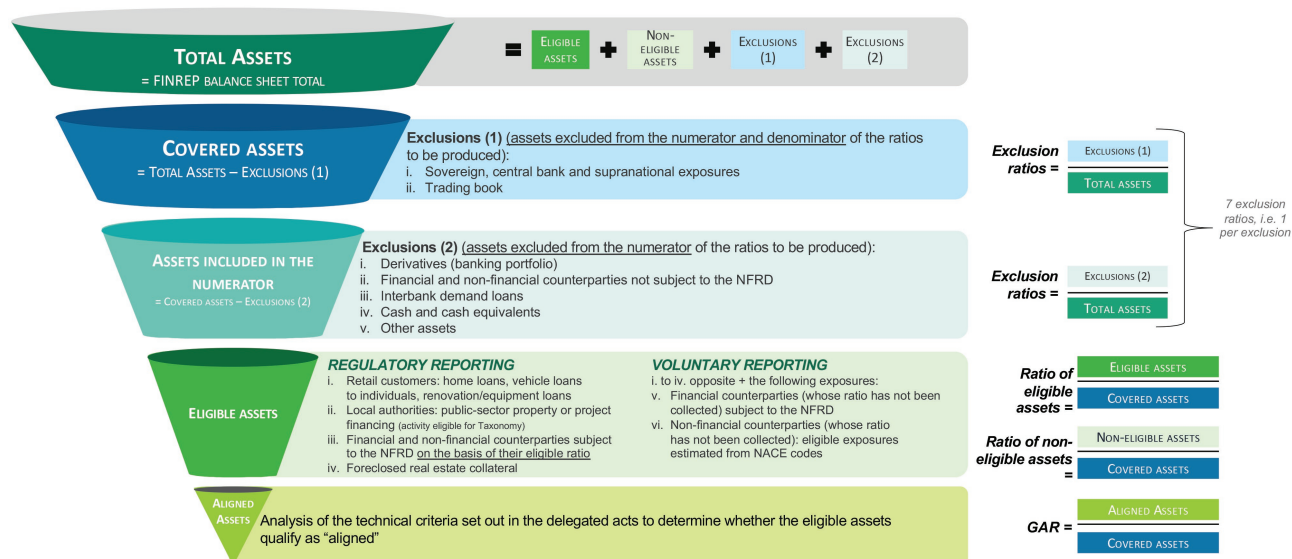 TOTAL ASSETS
= FINREP BALANCE SHEET TOTAL
= ELIGIBLE ASSETS + NON-ELIGIBLE ASSETS + EXCLUSIONS (1) + EXCLUSIONS (2)
COVERED ASSETS
= TOTAL ASSETS – EXCLUSIONS (1)
Exclusions (1) (assets excluded from the numerator and denominator of the ratios
to be produced):
i. Sovereign, central bank and supranational exposures
ii. Trading book
Exclusion
ratios =
EXCLUSIONS (1)
TOTAL ASSETS
7 exclusion
ratios, i.e. 1
per exclusion
ASSETS INCLUDED IN THE
NUMERATOR
= COVERED ASSETS – EXCLUSIONS (2)
Exclusions (2) (assets excluded from the numerator of the ratios to be produced):
i. Derivatives (banking portfolio)
ii. Financial and non-financial counterparties not subject to the NFRD
iii. Interbank demand loans
iv. Cash and cash equivalents
v. Other assets
Exclusion
ratios =
EXCLUSIONS (2)
TOTAL ASSETS
ELIGIBLE ASSETS
REGULATORY REPORTING
i. Retail customers: home loans, vehicle loans
to individuals, renovation/equipment loans
ii. Local authorities: public-sector property or project
financing (activity eligible for Taxonomy)
iii. Financial and non-financial counterparties subject
to the NFRD on the basis of their eligible ratio
iv. Foreclosed real estate collateral
VOLUNTARY REPORTING
i. to iv. opposite + the following exposures:
v. Financial counterparties (whose ratio has not been
collected) subject to the NFRD
vi. Non-financial counterparties (whose ratio
has not been collected): eligible exposures
estimated from NACE codes
Ratio of
eligible
assets =
ELIGIBLE ASSETS
COVERED ASSETS
Ratio of non-
eligible assets
=
NON-ELIGIBLE ASSETS
COVERED ASSETS
ALIGNED
ASSETS
Analysis of the technical criteria set out in the delegated acts to determine whether the eligible assets
qualify as “aligned”
GAR =
ALIGNED ASSETS
COVERED ASSETS